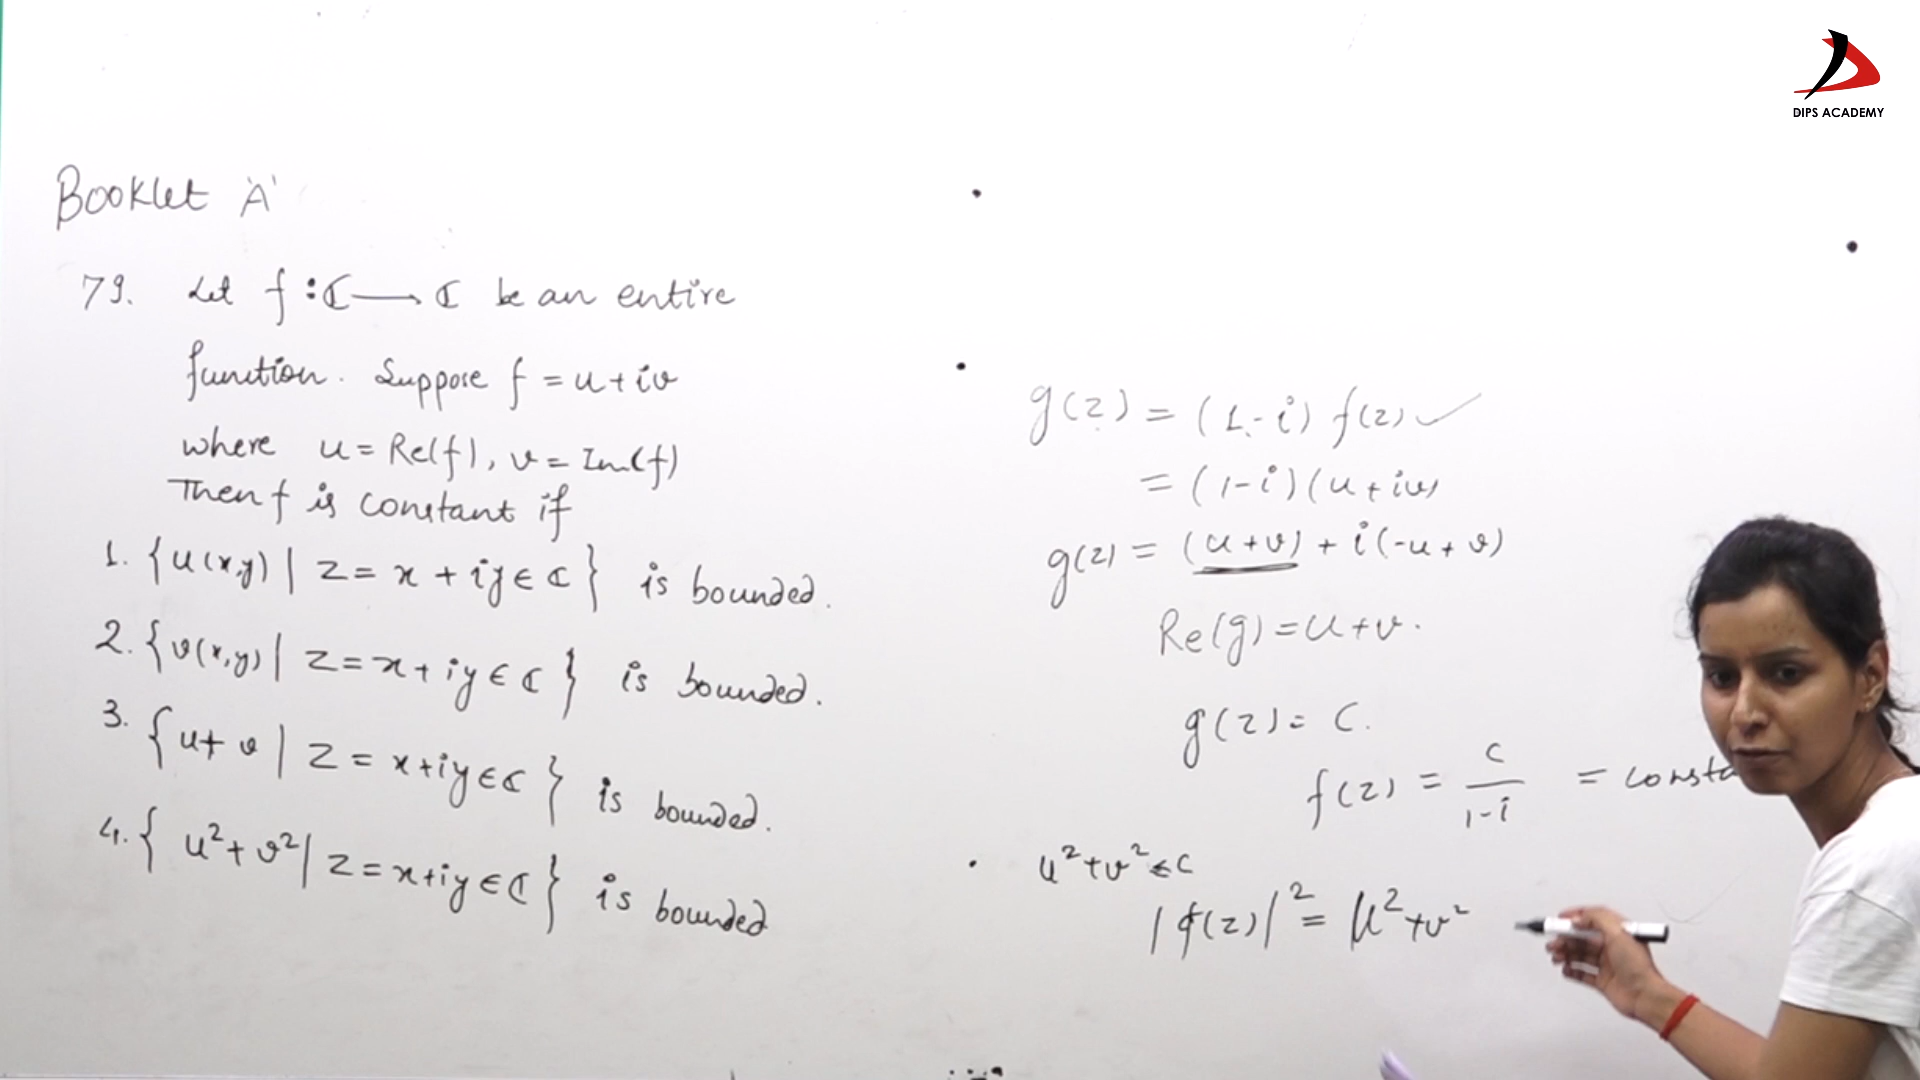 DIPS ACADEMY
Booklet 'A'
79. Let f : ℂ → ℂ be an entire
function. Suppose f = u + iv
where u = Re(f), v = Im(f)
Then f is constant if
1. {u(x,y) | z = x + iy ∈ ℂ} is bounded.
2. {v(x,y) | z = x + iy ∈ ℂ} is bounded.
3. {u + v | z = x + iy ∈ ℂ} is bounded.
4. {u² + v² | z = x + iy ∈ ℂ} is bounded
g(z) = (1 - i) f(z) ✓
= (1 - i)(u + iv)
g(z) = (u + v) + i(-u + v)
Re(g) = u + v.
g(z) = C.
f(z) = c / 1-i = consta
u² + v² ≤ C
|f(z)|² = u² + v²